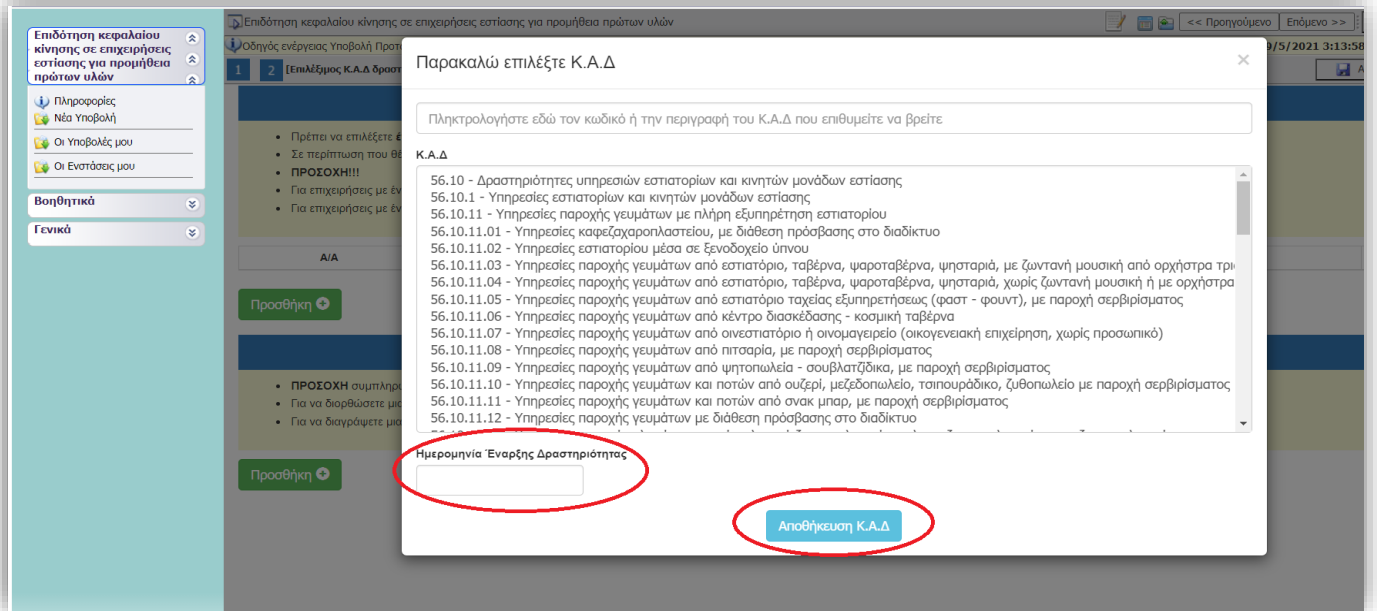 Επιδότηση κεφαλαίου κίνησης σε επιχειρήσεις εστίασης για προμήθεια πρώτων υλών
Πληροφορίες
Νέα Υποβολή
Οι Υποβολές μου
Οι Ενστάσεις μου
Βοηθητικά
Γενικά
Επιδότηση κεφαλαίου κίνησης σε επιχειρήσεις εστίασης για προμήθεια πρώτων υλών
<< Προηγούμενο Επόμενο >>
Οδηγός ενέργειας Υποβολή
9/5/2021 3:13:58
1 2 [Επιλέξιμος Κ.Α.Δ
Παρακαλώ επιλέξτε Κ.Α.Δ ×
Πληκτρολογήστε εδώ τον κωδικό ή την περιγραφή του Κ.Α.Δ που επιθυμείτε να βρείτε
Κ.Α.Δ
56.10 - Δραστηριότητες υπηρεσιών εστιατορίων και κινητών μονάδων εστίασης
56.10.1 - Υπηρεσίες εστιατορίων και κινητών μονάδων εστίασης
56.10.11 - Υπηρεσίες παροχής γευμάτων με πλήρη εξυπηρέτηση εστιατορίου
56.10.11.01 - Υπηρεσίες καφεζαχαροπλαστείου, με διάθεση πρόσβασης στο διαδίκτυο
56.10.11.02 - Υπηρεσίες εστιατορίου μέσα σε ξενοδοχείο ύπνου
56.10.11.03 - Υπηρεσίες παροχής γευμάτων από εστιατόριο, ταβέρνα, ψαροταβέρνα, ψησταριά, με ζωντανή μουσική από ορχήστρα
56.10.11.04 - Υπηρεσίες παροχής γευμάτων από εστιατόριο, ταβέρνα, ψαροταβέρνα, ψησταριά, χωρίς ζωντανή μουσική ή με ορχήστρα
56.10.11.05 - Υπηρεσίες παροχής γευμάτων από εστιατόριο ταχείας εξυπηρετήσεως (φαστ - φουντ), με παροχή σερβιρίσματος
56.10.11.06 - Υπηρεσίες παροχής γευμάτων από κέντρο διασκέδασης - κοσμική ταβέρνα
56.10.11.07 - Υπηρεσίες παροχής γευμάτων από οινεστιατόριο ή οινομαγειρείο (οικογενειακή επιχείρηση, χωρίς προσωπικό)
56.10.11.08 - Υπηρεσίες παροχής γευμάτων από πιτσαρία, με παροχή σερβιρίσματος
56.10.11.09 - Υπηρεσίες παροχής γευμάτων από ψητοπωλεία - σουβλατζίδικα, με παροχή σερβιρίσματος
56.10.11.10 - Υπηρεσίες παροχής γευμάτων και ποτών από ουζερί, μεζεδοπωλείο, τσιπουράδικο, ζυθοπωλείο με παροχή σερβιρίσματος
56.10.11.11 - Υπηρεσίες παροχής γευμάτων και ποτών από σνακ μπαρ, με παροχή σερβιρίσματος
56.10.11.12 - Υπηρεσίες παροχής γευμάτων με διάθεση πρόσβασης στο διαδίκτυο
Ημερομηνία Έναρξης Δραστηριότητας
Αποθήκευση Κ.Α.Δ
Πρέπει να επιλέξετε
Σε περίπτωση που
ΠΡΟΣΟΧΗ!!!
Για επιχειρήσεις με
Για επιχειρήσεις με
Α/Α
Προσθήκη
ΠΡΟΣΟΧΗ
Για να διορθώσετε
Για να διαγράψετε
Προσθήκη